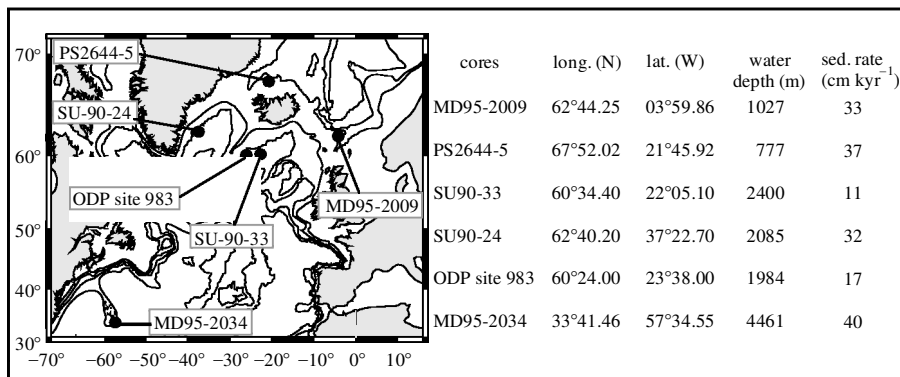 PS2644-5
SU-90-24
ODP site 983
SU-90-33
MD95-2009
MD95-2034
70°
60°
50°
40°
30°
−70° −60° −50° −40° −30° −20° −10° 0° 10°
cores long. (N) lat. (W) water depth (m) sed. rate (cm kyr−1)
MD95-2009 62°44.25 03°59.86 1027 33
PS2644-5 67°52.02 21°45.92 777 37
SU90-33 60°34.40 22°05.10 2400 11
SU90-24 62°40.20 37°22.70 2085 32
ODP site 983 60°24.00 23°38.00 1984 17
MD95-2034 33°41.46 57°34.55 4461 40